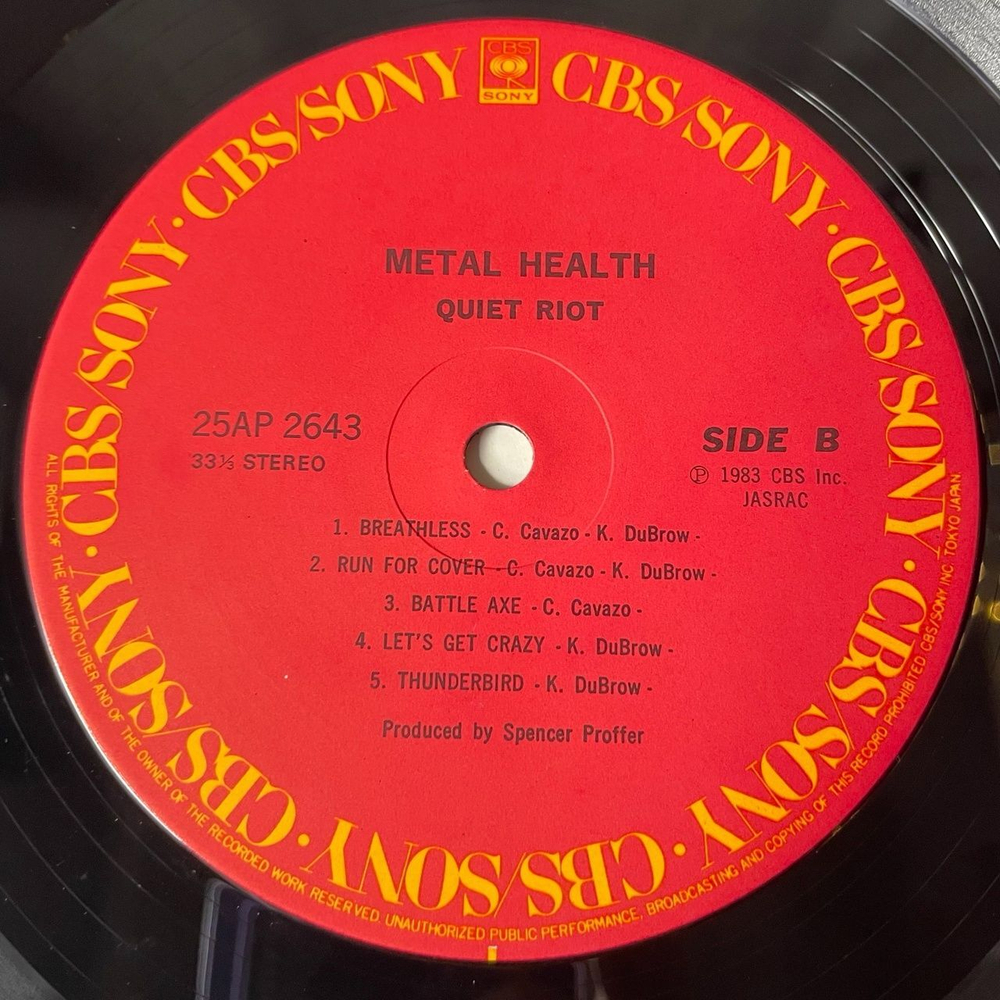 CBS
SONY
CBS/SONY · CBS/SONY · CBS/SONY · CBS/SONY · CBS/SONY · CBS/SONY · CBS/SONY · CBS/SONY
METAL HEALTH
QUIET RIOT
25AP 2643
33⅓ STEREO
SIDE B
Ⓟ 1983 CBS Inc.
JASRAC
1. BREATHLESS - C. Cavazo - K. DuBrow -
2. RUN FOR COVER - C. Cavazo - K. DuBrow -
3. BATTLE AXE - C. Cavazo -
4. LET'S GET CRAZY - K. DuBrow -
5. THUNDERBIRD - K. DuBrow -
Produced by Spencer Proffer
ALL RIGHTS OF THE MANUFACTURER AND OF THE OWNER OF THE RECORDED WORK RESERVED. UNAUTHORIZED PUBLIC PERFORMANCE, BROADCASTING AND COPYING OF THIS RECORD PROHIBITED CBS/SONY INC. TOKYO JAPAN